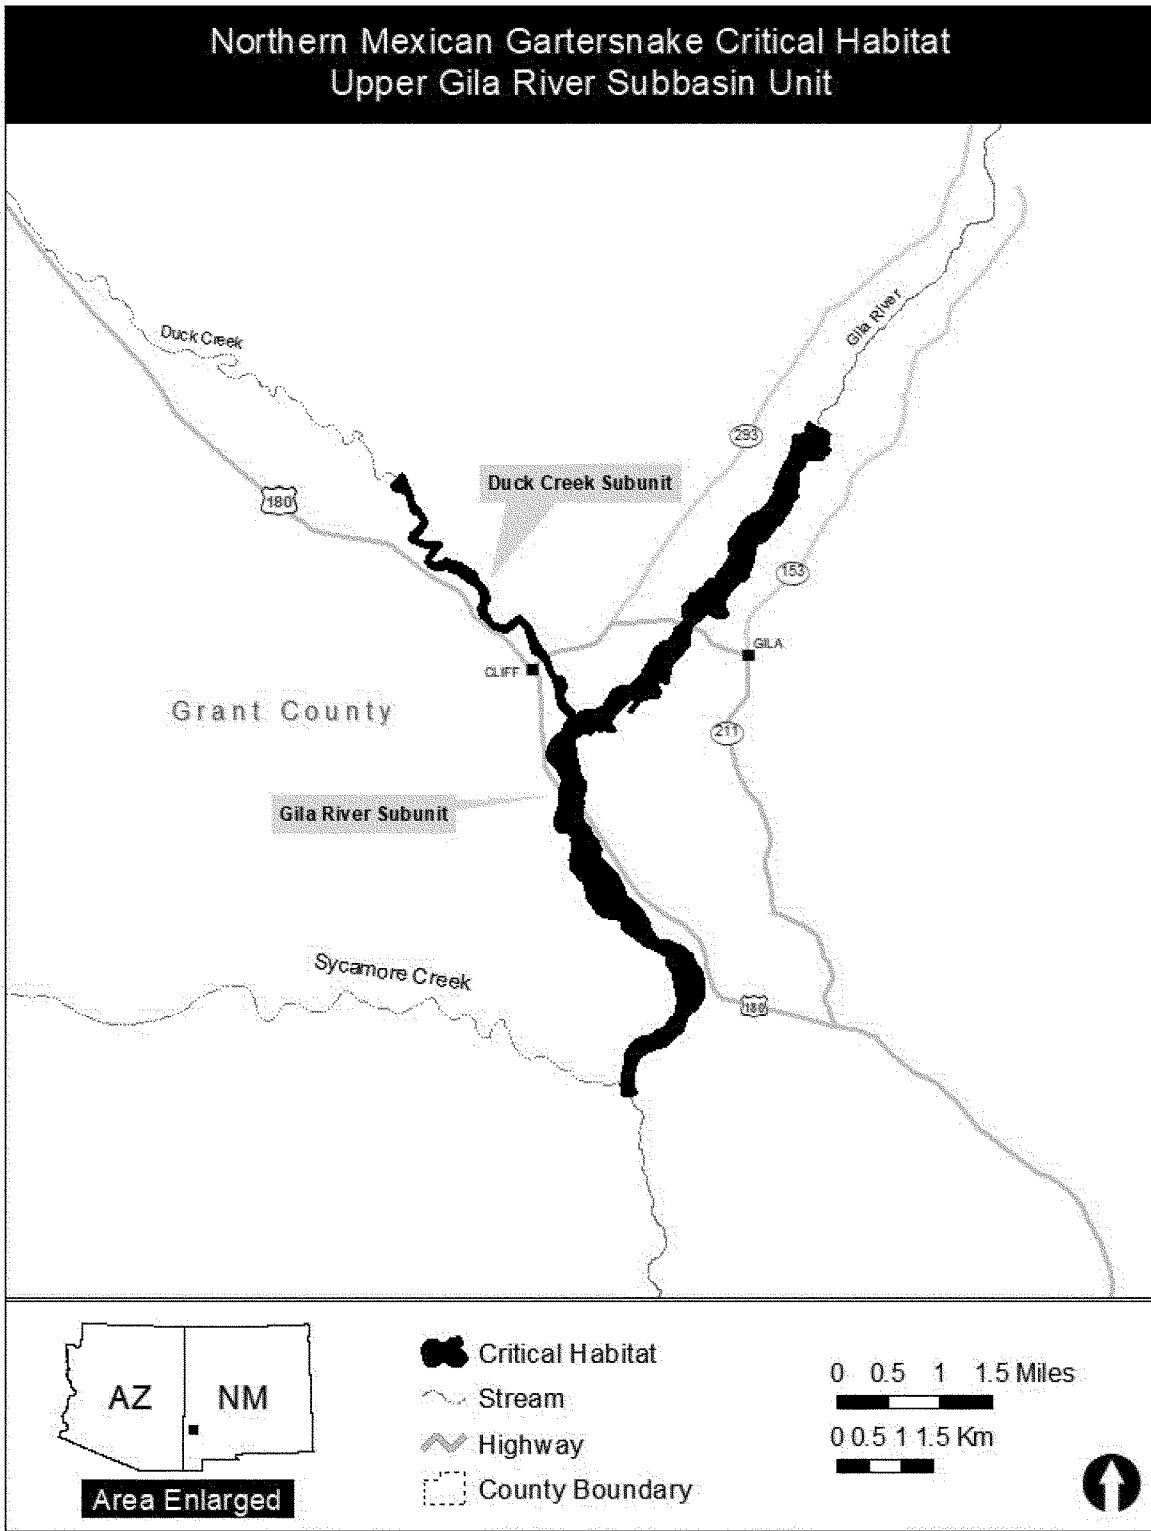 Northern Mexican Gartersnake Critical Habitat
Upper Gila River Subbasin Unit
Gila River
Duck Creek
293
Duck Creek Subunit
180
153
GILA
CLIFF
Grant County
211
Gila River Subunit
Sycamore Creek
180
AZ
NM
Area Enlarged
Critical Habitat
Stream
Highway
County Boundary
0 0.5 1 1.5 Miles
0 0.5 1 1.5 Km